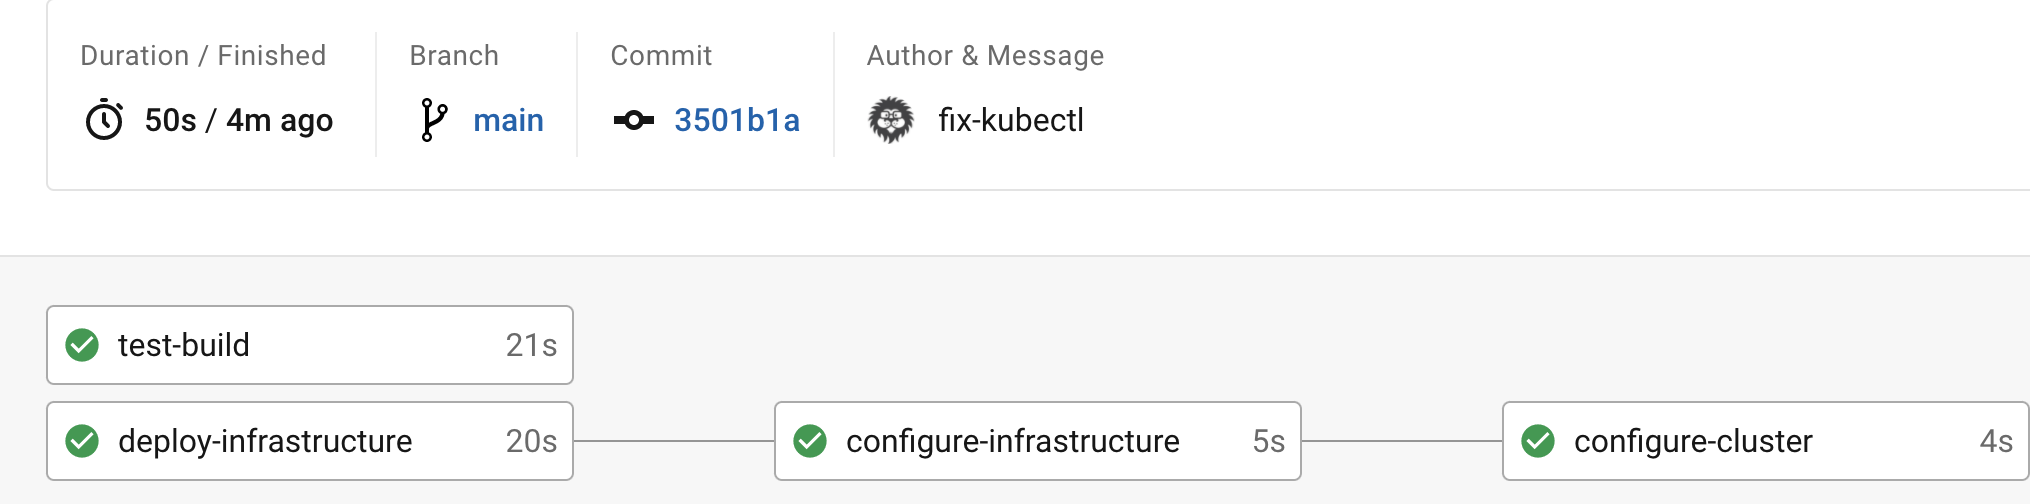 Duration / Finished
50s / 4m ago
Branch
main
Commit
3501b1a
Author & Message
fix-kubectl
test-build 21s
deploy-infrastructure 20s
configure-infrastructure 5s
configure-cluster 4s